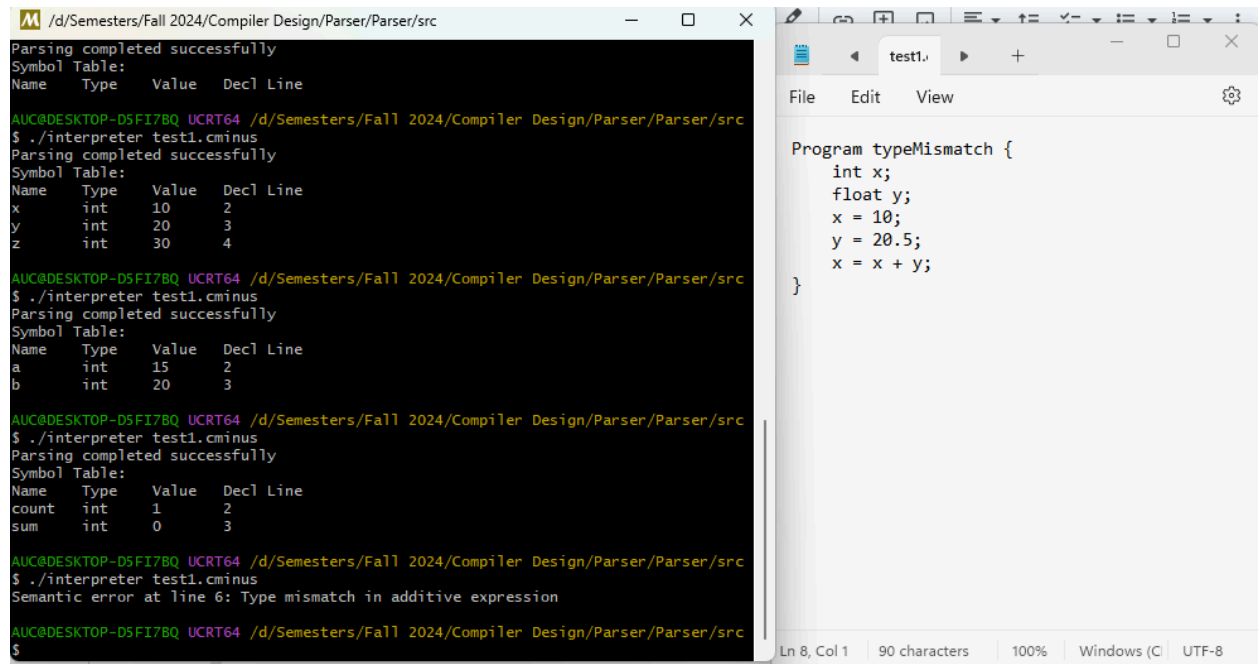 /d/Semesters/Fall 2024/Compiler Design/Parser/Parser/src
Parsing completed successfully
Symbol Table:
Name Type Value Decl Line
AUC@DESKTOP-D5FI7BQ UCRT64 /d/Semesters/Fall 2024/Compiler Design/Parser/Parser/src
$ ./interpreter test1.cminus
Parsing completed successfully
Symbol Table:
Name Type Value Decl Line
x int 10 2
y int 20 3
z int 30 4
AUC@DESKTOP-D5FI7BQ UCRT64 /d/Semesters/Fall 2024/Compiler Design/Parser/Parser/src
$ ./interpreter test1.cminus
Parsing completed successfully
Symbol Table:
Name Type Value Decl Line
a int 15 2
b int 20 3
AUC@DESKTOP-D5FI7BQ UCRT64 /d/Semesters/Fall 2024/Compiler Design/Parser/Parser/src
$ ./interpreter test1.cminus
Parsing completed successfully
Symbol Table:
Name Type Value Decl Line
count int 1 2
sum int 0 3
AUC@DESKTOP-D5FI7BQ UCRT64 /d/Semesters/Fall 2024/Compiler Design/Parser/Parser/src
$ ./interpreter test1.cminus
Semantic error at line 6: Type mismatch in additive expression
AUC@DESKTOP-D5FI7BQ UCRT64 /d/Semesters/Fall 2024/Compiler Design/Parser/Parser/src
$
test1.
File Edit View
Program typeMismatch {
int x;
float y;
x = 10;
y = 20.5;
x = x + y;
}
Ln 8, Col 1 90 characters 100% Windows (C UTF-8